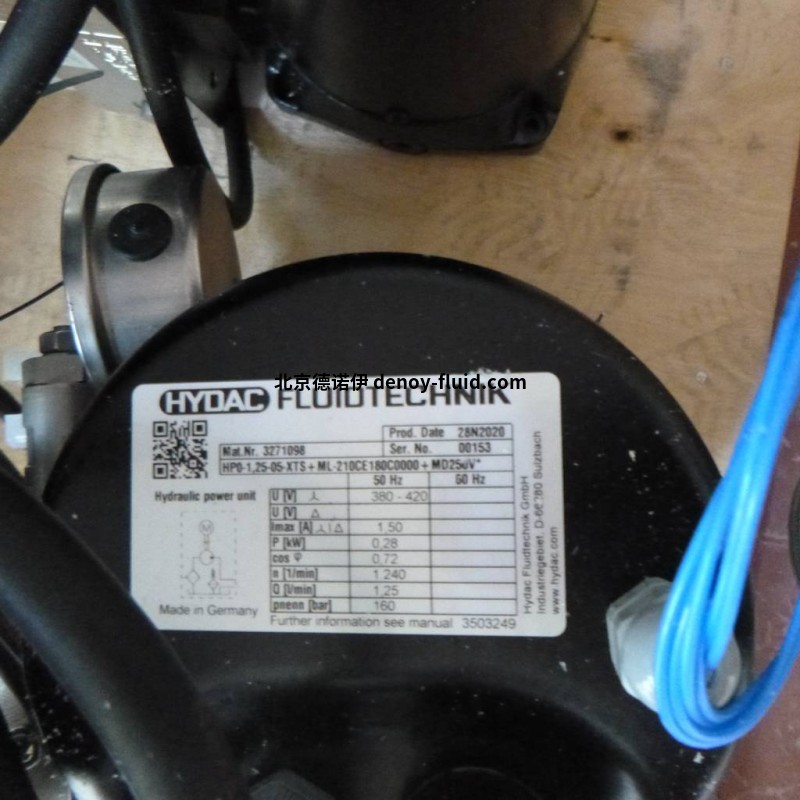 北京德诺伊 denoy-fluid.com
HYDAC FLUIDTECHNIK
Prod. Date 28N2020
Mat.Nr. 3271098 Ser. No. 00153
HP0-1,25-05-XTS + ML-210CE180C0000 +
50 Hz 60 Hz
Hydraulic power unit
U [V] 人 380 - 420
U [V] △
Imax [A] 人|△ 1.50
P [kW] 0,28
cos φ 0,72
n [1/min] 1.240
Q [l/min] 1,25
pnenn [bar] 160
Made in Germany
Further information see manual 3503249
Hydac Fluidtechnik GmbH
Industriegebiet, D-66280 Sulzbach
www.hydac.com
M